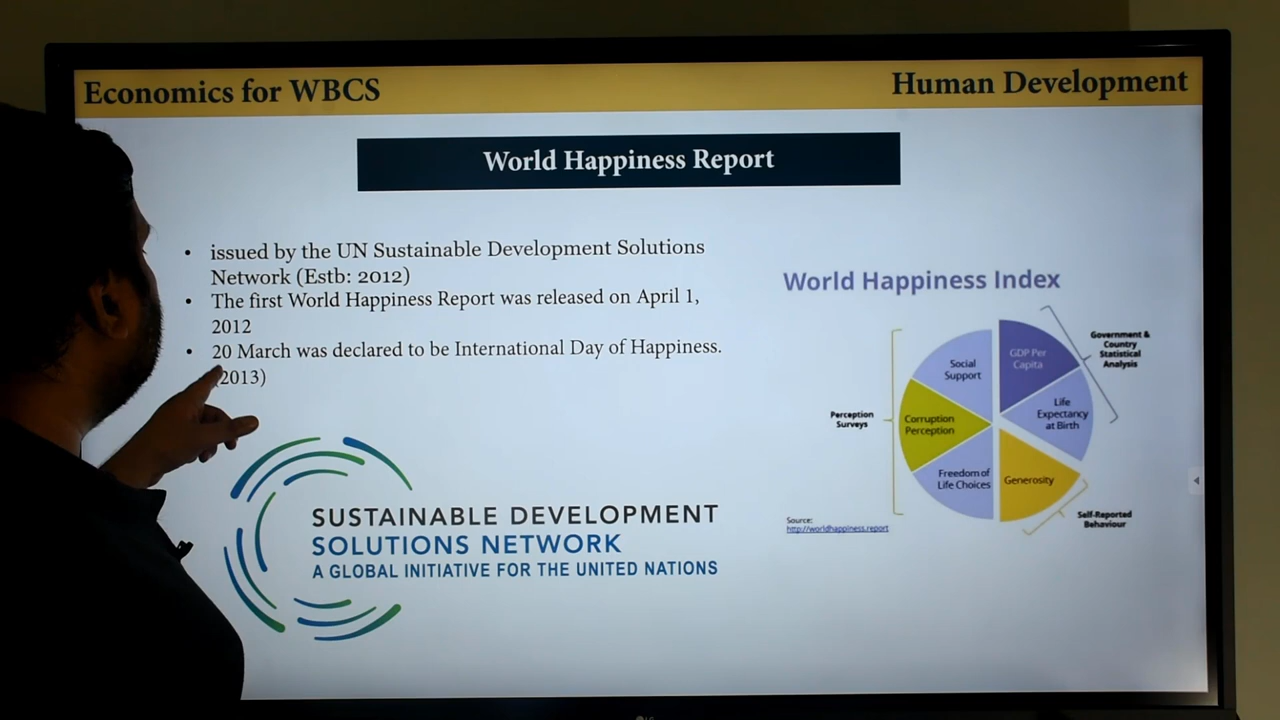 Economics for WBCS
Human Development
World Happiness Report
• issued by the UN Sustainable Development Solutions
Network (Estb: 2012)
• The first World Happiness Report was released on April 1,
2012
• 20 March was declared to be International Day of Happiness.
(2013)
SUSTAINABLE DEVELOPMENT
SOLUTIONS NETWORK
A GLOBAL INITIATIVE FOR THE UNITED NATIONS
World Happiness Index
Government &
Country
Statistical
Analysis
GDP Per
Capita
Social
Support
Life
Expectancy
at Birth
Perception
Surveys
Corruption
Perception
Freedom of
Life Choices
Generosity
Self-Reported
Behaviour
Source:
http://worldhappiness.report
LG